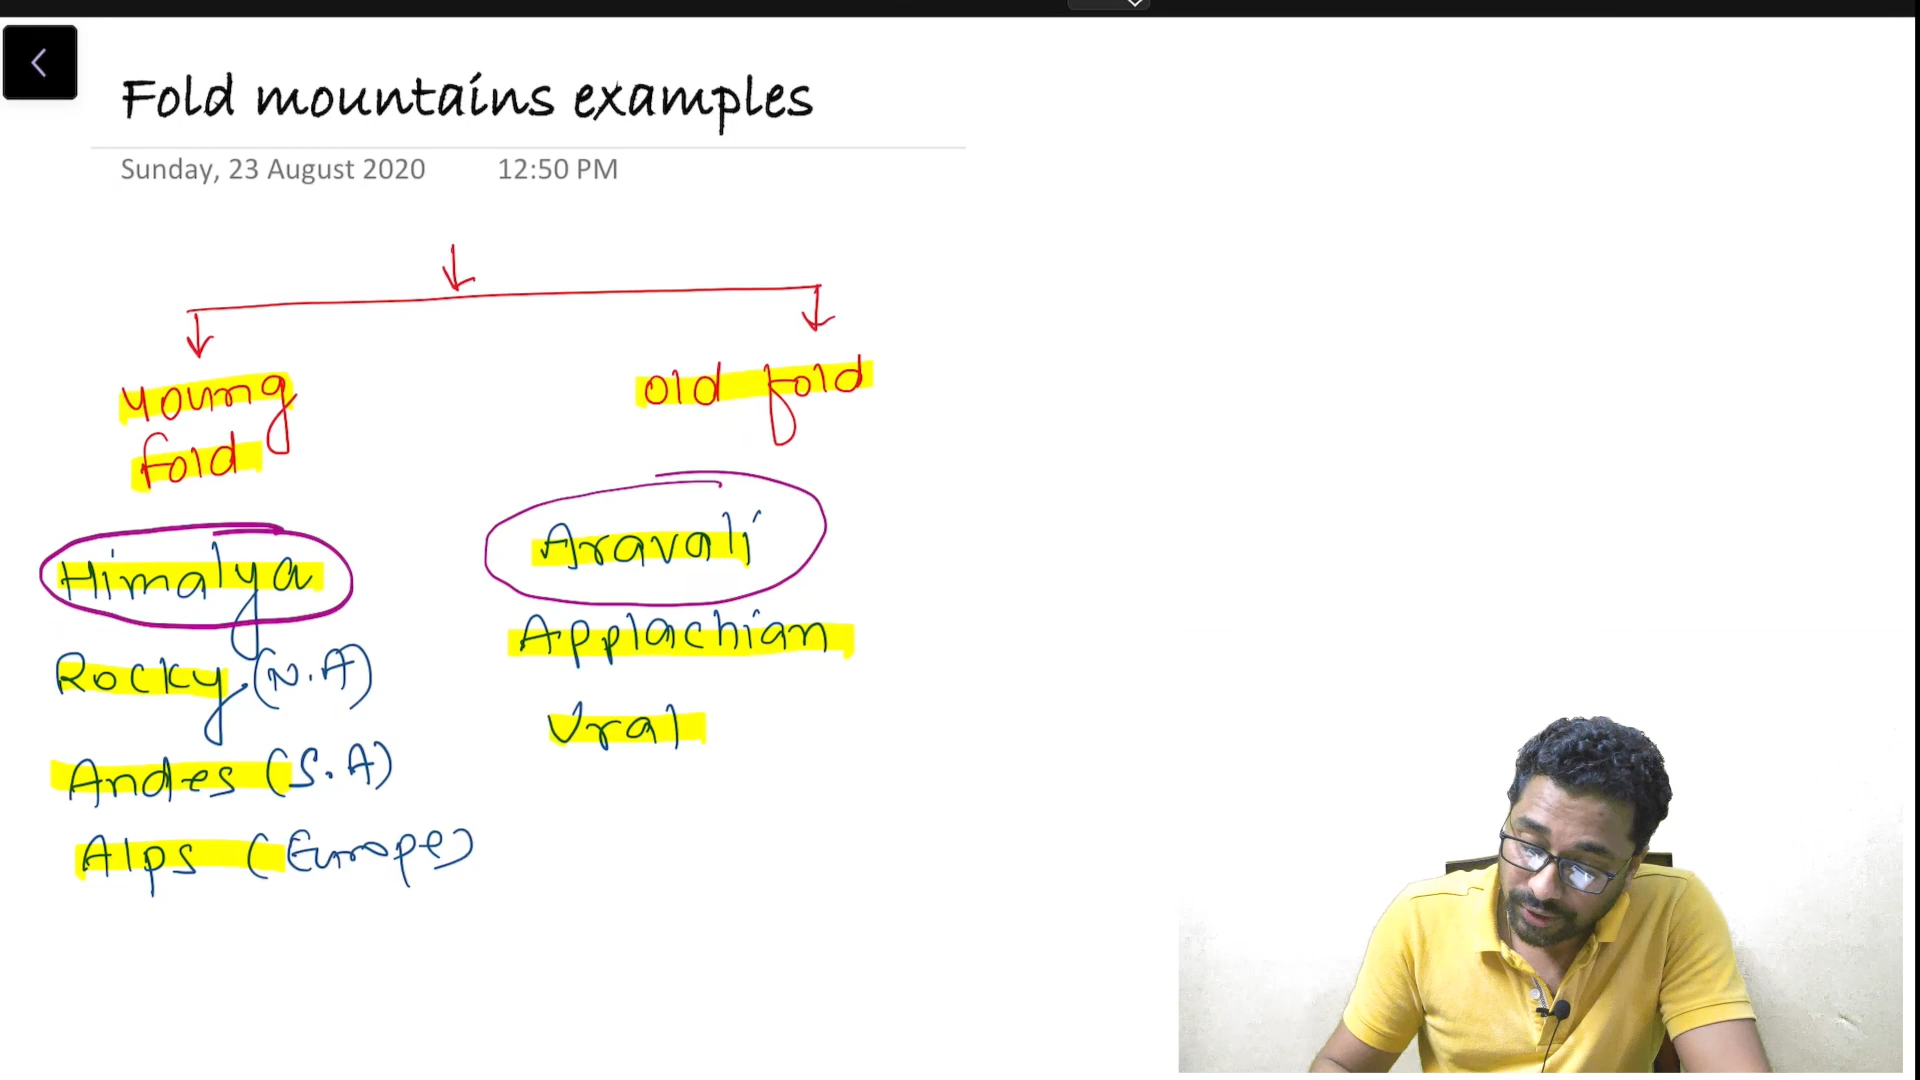 Fold mountains examples
Sunday, 23 August 2020 12:50 PM
Young
fold
Old fold
Himalya
Rocky (N.A)
Andes (S.A)
Alps (Europe)
Aravali
Applachian
Ural